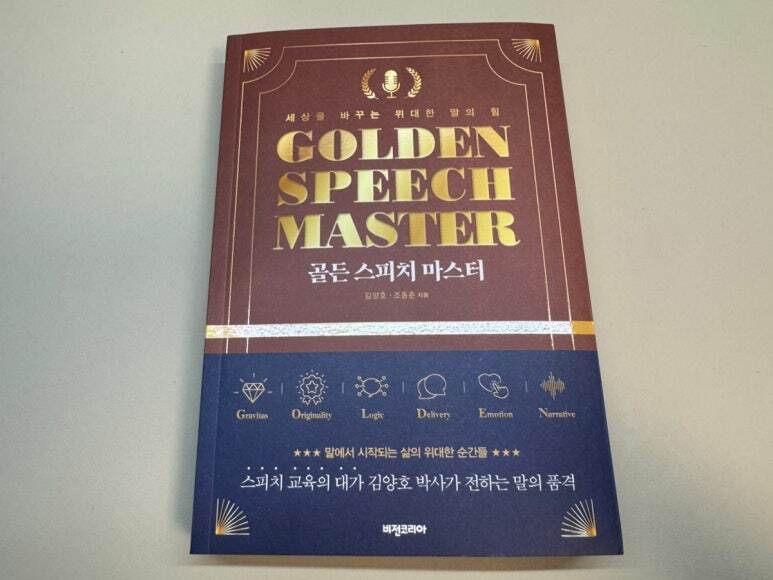 세상을 바꾸는 위대한 말의 힘
GOLDEN
SPEECH
MASTER
골든 스피치 마스터
김양호 · 조동춘 지음
Gravitas | Originality | Logic | Delivery | Emotion | Narrative
★★★ 말에서 시작되는 삶의 위대한 순간들 ★★★
스피치 교육의 대가 김양호 박사가 전하는 말의 품격
비전코리아